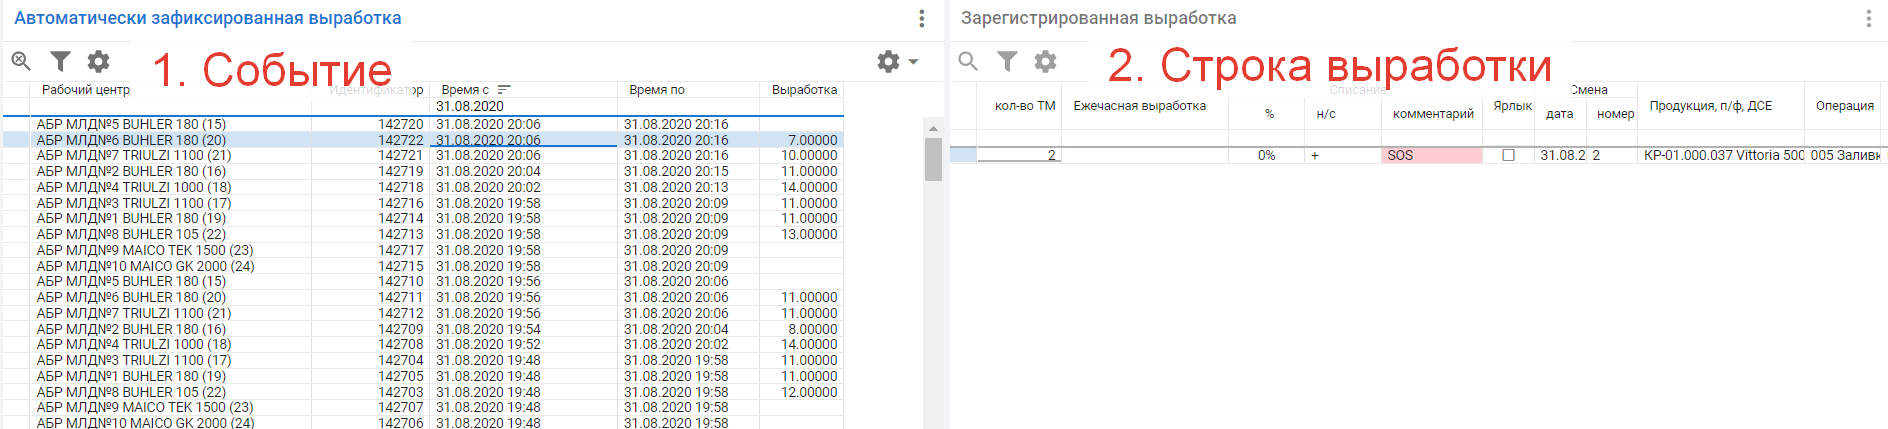 Автоматически зафиксированная выработка
1. Событие
Рабочий центр Идентификатор Время с Время по Выработка
31.08.2020
АБР МЛД№5 BUHLER 180 (15) 142720 31.08.2020 20:06 31.08.2020 20:16
АБР МЛД№6 BUHLER 180 (20) 142722 31.08.2020 20:06 31.08.2020 20:16 7.00000
АБР МЛД№7 TRIULZI 1100 (21) 142721 31.08.2020 20:06 31.08.2020 20:16 10.00000
АБР МЛД№2 BUHLER 180 (16) 142719 31.08.2020 20:04 31.08.2020 20:15 11.00000
АБР МЛД№4 TRIULZI 1000 (18) 142718 31.08.2020 20:02 31.08.2020 20:13 14.00000
АБР МЛД№3 TRIULZI 1100 (17) 142716 31.08.2020 19:58 31.08.2020 20:09 11.00000
АБР МЛД№1 BUHLER 180 (19) 142714 31.08.2020 19:58 31.08.2020 20:09 11.00000
АБР МЛД№8 BUHLER 105 (22) 142713 31.08.2020 19:58 31.08.2020 20:09 13.00000
АБР МЛД№9 MAICO TEK 1500 (23) 142717 31.08.2020 19:58 31.08.2020 20:09
АБР МЛД№10 MAICO GK 2000 (24) 142715 31.08.2020 19:58 31.08.2020 20:09
АБР МЛД№5 BUHLER 180 (15) 142710 31.08.2020 19:56 31.08.2020 20:06
АБР МЛД№6 BUHLER 180 (20) 142711 31.08.2020 19:56 31.08.2020 20:06 11.00000
АБР МЛД№7 TRIULZI 1100 (21) 142712 31.08.2020 19:56 31.08.2020 20:06 11.00000
АБР МЛД№2 BUHLER 180 (16) 142709 31.08.2020 19:54 31.08.2020 20:04 8.00000
АБР МЛД№4 TRIULZI 1000 (18) 142708 31.08.2020 19:52 31.08.2020 20:02 14.00000
АБР МЛД№3 TRIULZI 1100 (17) 142704 31.08.2020 19:48 31.08.2020 19:58 11.00000
АБР МЛД№1 BUHLER 180 (19) 142705 31.08.2020 19:48 31.08.2020 19:58 11.00000
АБР МЛД№8 BUHLER 105 (22) 142703 31.08.2020 19:48 31.08.2020 19:58 12.00000
АБР МЛД№9 MAICO TEK 1500 (23) 142707 31.08.2020 19:48 31.08.2020 19:58
АБР МЛД№10 MAICO GK 2000 (24) 142706 31.08.2020 19:48 31.08.2020 19:58
Зарегистрированная выработка
2. Строка выработки
Списание Смена
кол-во ТМ Ежечасная выработка % н/с комментарий Ярлык дата номер Продукция, п/ф, ДСЕ Операция
2 0% + SOS 31.08.2 2 КР-01.000.037 Vittoria 500 005 Заливк